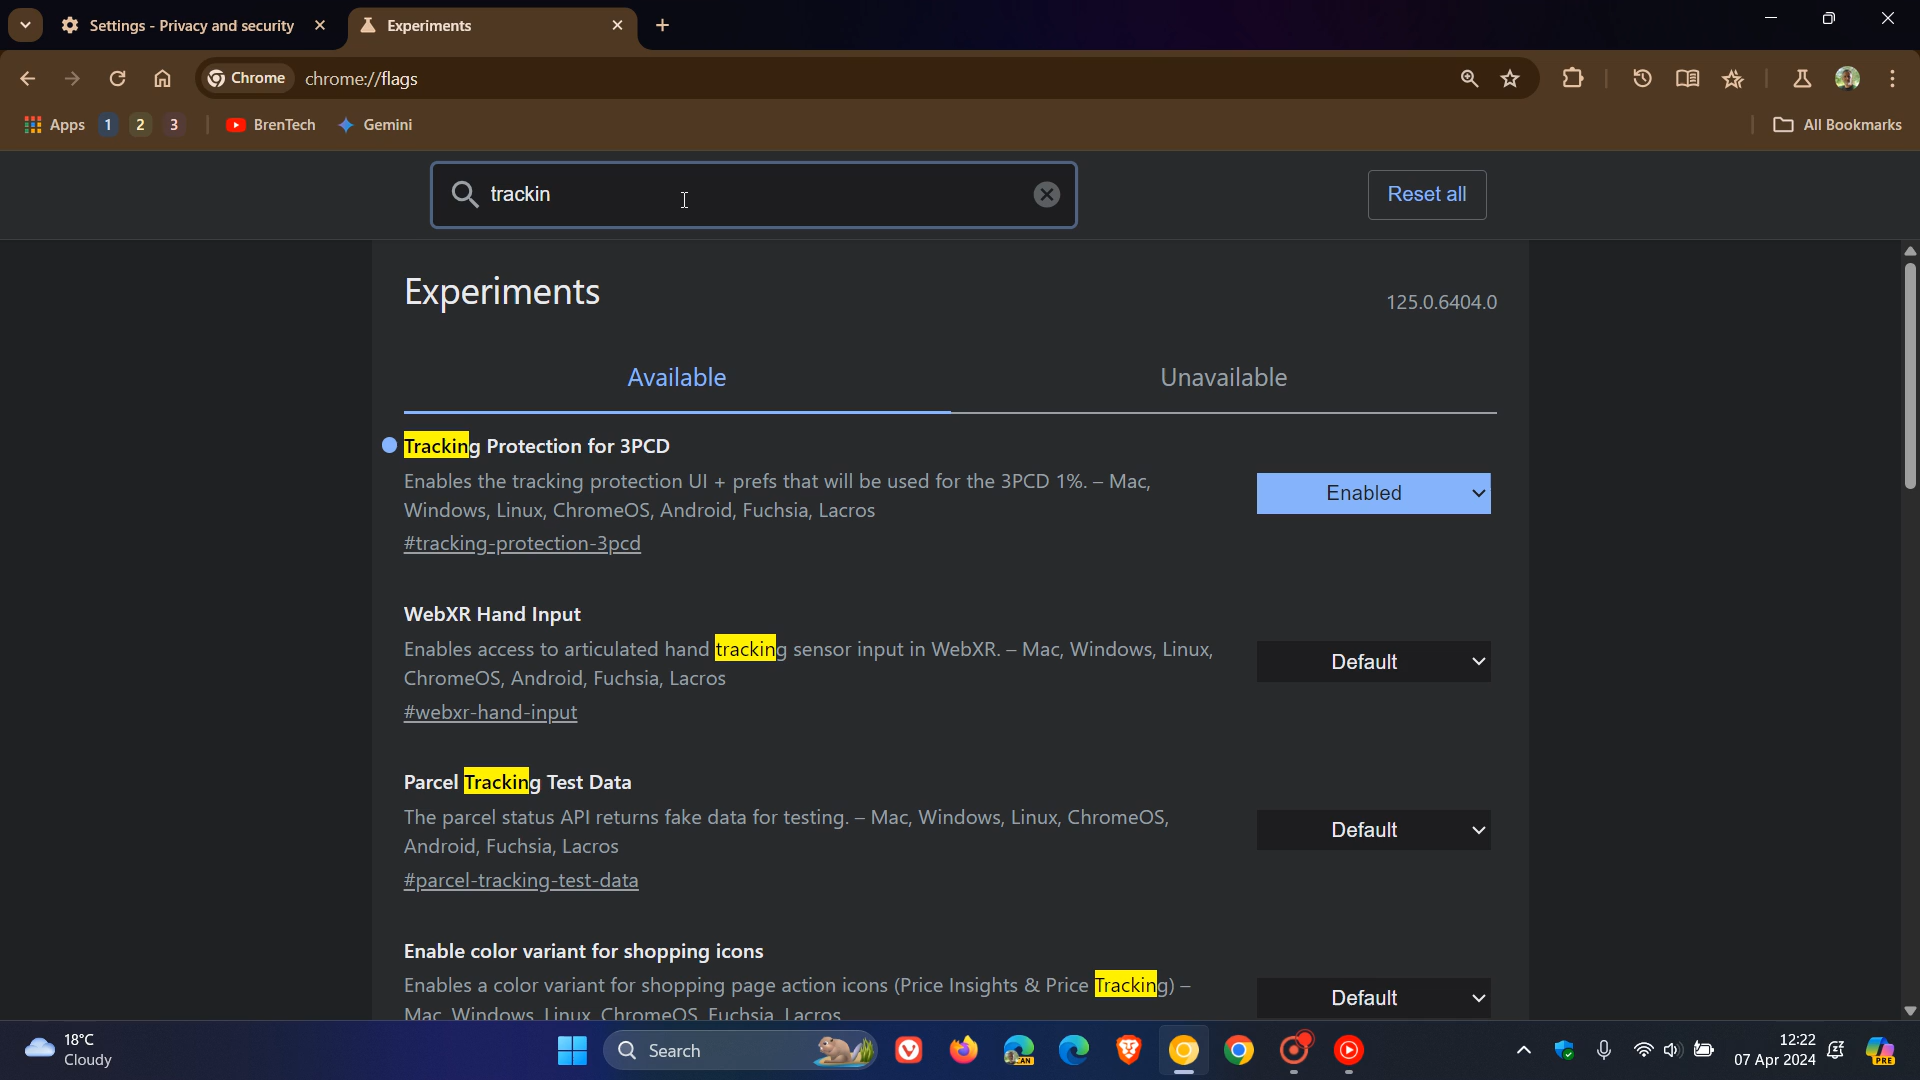 Settings - Privacy and security
Experiments
Chrome chrome://flags
Apps 1 2 3 BrenTech Gemini All Bookmarks
trackin
Reset all
Experiments
125.0.6404.0
Available Unavailable
Tracking Protection for 3PCD
Enables the tracking protection UI + prefs that will be used for the 3PCD 1%. – Mac,
Windows, Linux, ChromeOS, Android, Fuchsia, Lacros
#tracking-protection-3pcd
Enabled
WebXR Hand Input
Enables access to articulated hand tracking sensor input in WebXR. – Mac, Windows, Linux,
ChromeOS, Android, Fuchsia, Lacros
#webxr-hand-input
Default
Parcel Tracking Test Data
The parcel status API returns fake data for testing. – Mac, Windows, Linux, ChromeOS,
Android, Fuchsia, Lacros
#parcel-tracking-test-data
Default
Enable color variant for shopping icons
Enables a color variant for shopping page action icons (Price Insights & Price Tracking) –
Mac, Windows, Linux, ChromeOS, Fuchsia, Lacros
Default
18°C
Cloudy
Search
CAN
12:22
07 Apr 2024
PRE